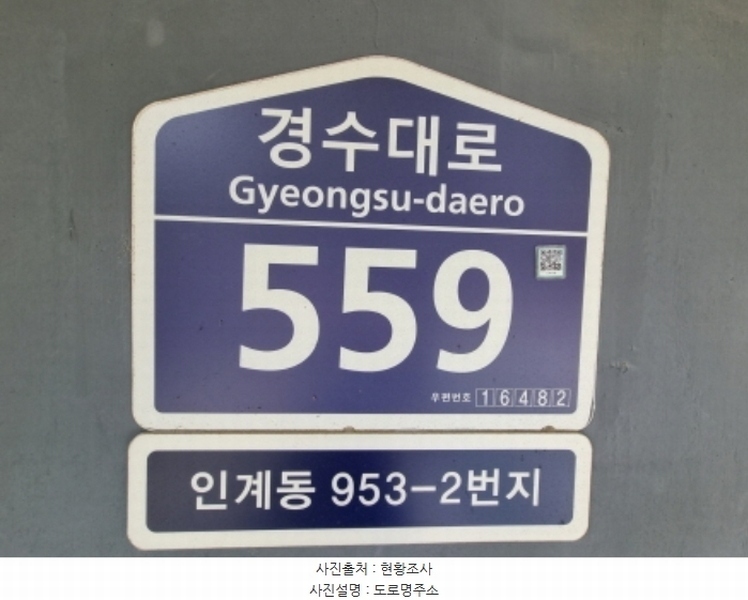 경수대로
Gyeongsu-daero
559
우편번호 16482
인계동 953-2번지
사진출처 : 현황조사
사진설명 : 도로명주소